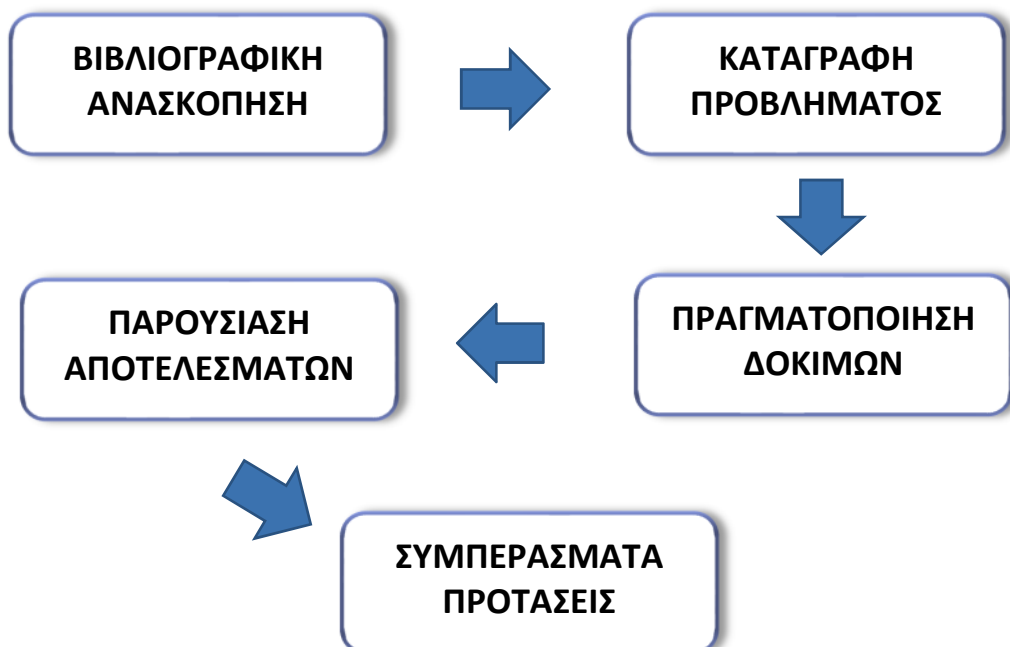 ΒΙΒΛΙΟΓΡΑΦΙΚΗ
ΑΝΑΣΚΟΠΗΣΗ
ΚΑΤΑΓΡΑΦΗ
ΠΡΟΒΛΗΜΑΤΟΣ
ΠΡΑΓΜΑΤΟΠΟΙΗΣΗ
ΔΟΚΙΜΩΝ
ΠΑΡΟΥΣΙΑΣΗ
ΑΠΟΤΕΛΕΣΜΑΤΩΝ
ΣΥΜΠΕΡΑΣΜΑΤΑ
ΠΡΟΤΑΣΕΙΣ